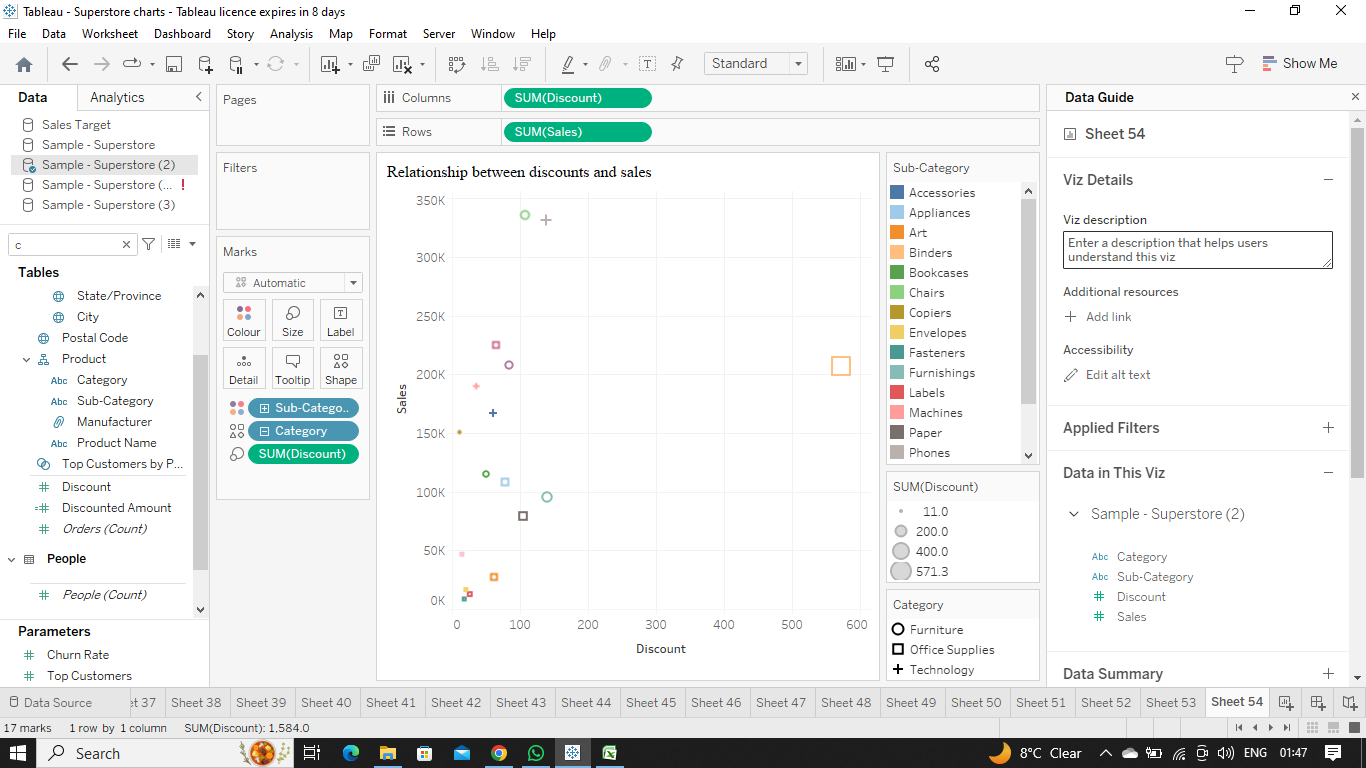 Tableau - Superstore charts - Tableau licence expires in 8 days
File Data Worksheet Dashboard Story Analysis Map Format Server Window Help
Standard
Show Me
Data Analytics
Sales Target
Sample - Superstore
Sample - Superstore (2)
Sample - Superstore (... !
Sample - Superstore (3)
c
Tables
State/Province
City
Postal Code
Product
Abc Category
Abc Sub-Category
Manufacturer
Abc Product Name
Top Customers by P...
Discount
Discounted Amount
Orders (Count)
People
People (Count)
Parameters
Churn Rate
Top Customers
Pages
Filters
Marks
Automatic
Colour Size Label
Detail Tooltip Shape
Sub-Catego..
Category
SUM(Discount)
Columns SUM(Discount)
Rows SUM(Sales)
Relationship between discounts and sales
350K
300K
250K
200K
150K
100K
50K
0K
Sales
0 100 200 300 400 500 600
Discount
Sub-Category
Accessories
Appliances
Art
Binders
Bookcases
Chairs
Copiers
Envelopes
Fasteners
Furnishings
Labels
Machines
Paper
Phones
SUM(Discount)
11.0
200.0
400.0
571.3
Category
Furniture
Office Supplies
Technology
Data Guide
Sheet 54
Viz Details
Viz description
Enter a description that helps users
understand this viz
Additional resources
Add link
Accessibility
Edit alt text
Applied Filters
Data in This Viz
Sample - Superstore (2)
Abc Category
Abc Sub-Category
Discount
Sales
Data Summary
Data Source et 37 Sheet 38 Sheet 39 Sheet 40 Sheet 41 Sheet 42 Sheet 43 Sheet 44 Sheet 45 Sheet 46 Sheet 47 Sheet 48 Sheet 49 Sheet 50 Sheet 51 Sheet 52 Sheet 53 Sheet 54
17 marks 1 row by 1 column SUM(Discount): 1,584.0
Search
8°C Clear
ENG 01:47